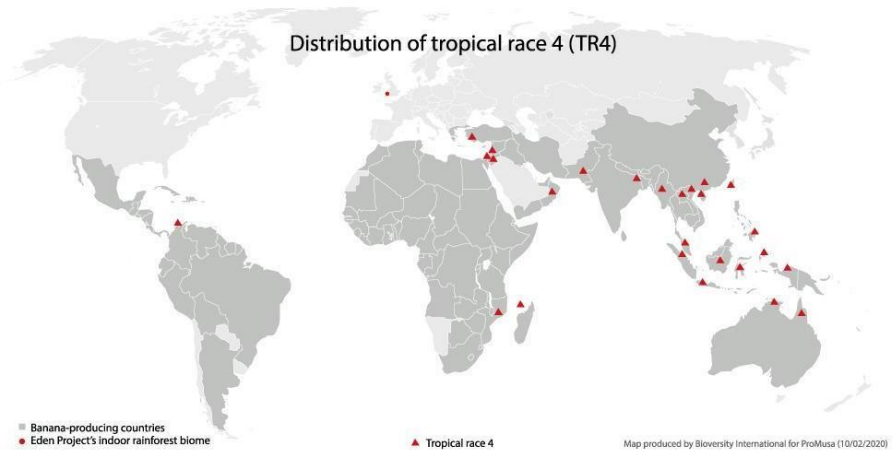 Distribution of tropical race 4 (TR4)
Banana-producing countries
Eden Project's indoor rainforest biome
Tropical race 4
Map produced by Bioversity International for ProMusa (10/02/2020)